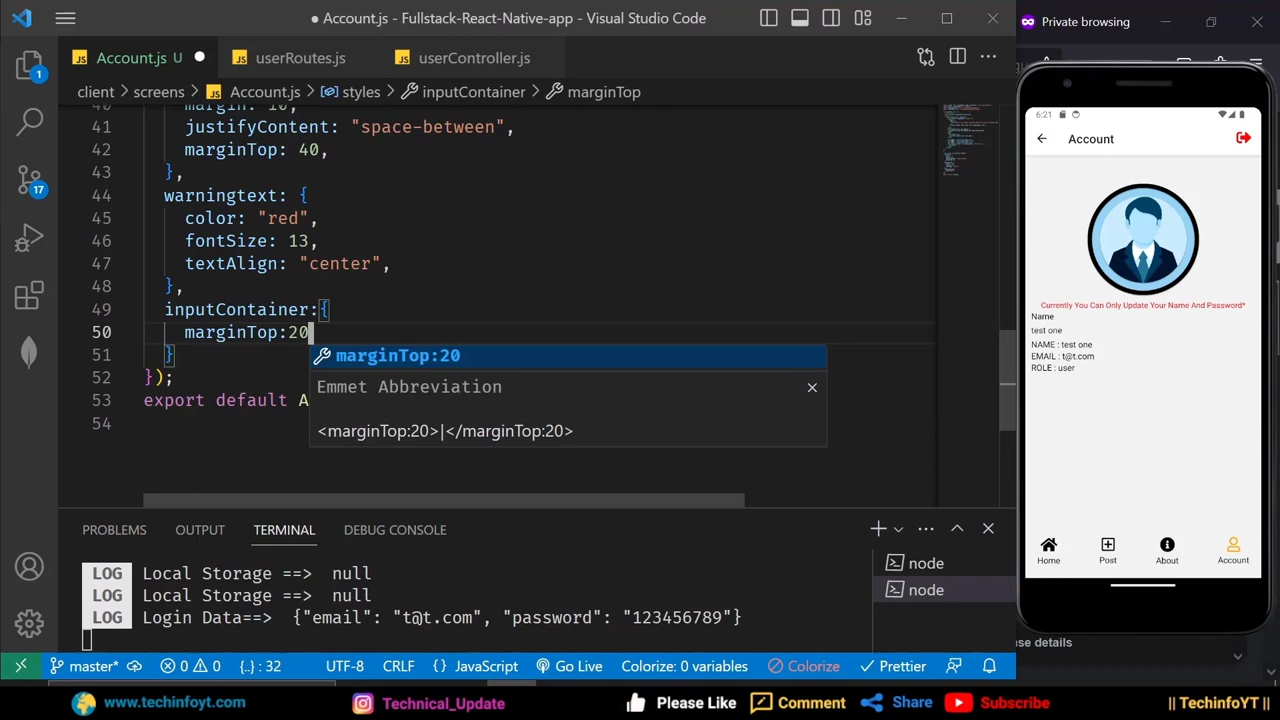 ● Account.js - Fullstack-React-Native-app - Visual Studio Code
Private browsing
Account.js U ●
userRoutes.js
userController.js
client > screens > Account.js > styles > inputContainer > marginTop
41 justifyContent: "space-between",
42 marginTop: 40,
43 },
44 warningtext: {
45 color: "red",
46 fontSize: 13,
47 textAlign: "center",
48 },
49 inputContainer:{
50 marginTop:20
51 }
52 });
53 export default A
54
marginTop:20
Emmet Abbreviation
<marginTop:20>|</marginTop:20>
1
17
PROBLEMS OUTPUT TERMINAL DEBUG CONSOLE
LOG Local Storage ==> null
LOG Local Storage ==> null
LOG Login Data==> {"email": "t@t.com", "password": "123456789"}
node
node
master* 0 0 {..} : 32 UTF-8 CRLF {} JavaScript Go Live Colorize: 0 variables Colorize Prettier
6:21
Account
Currently You Can Only Update Your Name And Password*
Name
test one
NAME : test one
EMAIL : t@t.com
ROLE : user
Home Post About Account
se details
www.techinfoyt.com Technical_Update Please Like Comment Share Subscribe || TechinfoYT ||